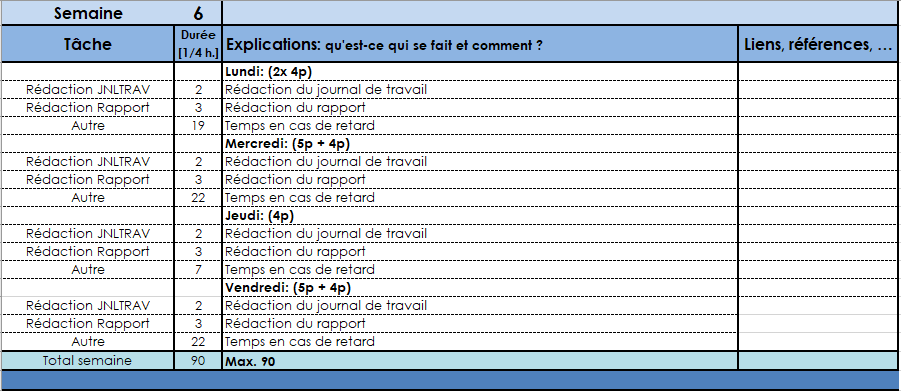 Semaine 6
Tâche Durée [1/4 h.] Explications: qu'est-ce qui se fait et comment ? Liens, références, ...
Lundi: (2x 4p)
Rédaction JNLTRAV 2 Rédaction du journal de travail
Rédaction Rapport 3 Rédaction du rapport
Autre 19 Temps en cas de retard
Mercredi: (5p + 4p)
Rédaction JNLTRAV 2 Rédaction du journal de travail
Rédaction Rapport 3 Rédaction du rapport
Autre 22 Temps en cas de retard
Jeudi: (4p)
Rédaction JNLTRAV 2 Rédaction du journal de travail
Rédaction Rapport 3 Rédaction du rapport
Autre 7 Temps en cas de retard
Vendredi: (5p + 4p)
Rédaction JNLTRAV 2 Rédaction du journal de travail
Rédaction Rapport 3 Rédaction du rapport
Autre 22 Temps en cas de retard
Total semaine 90 Max. 90